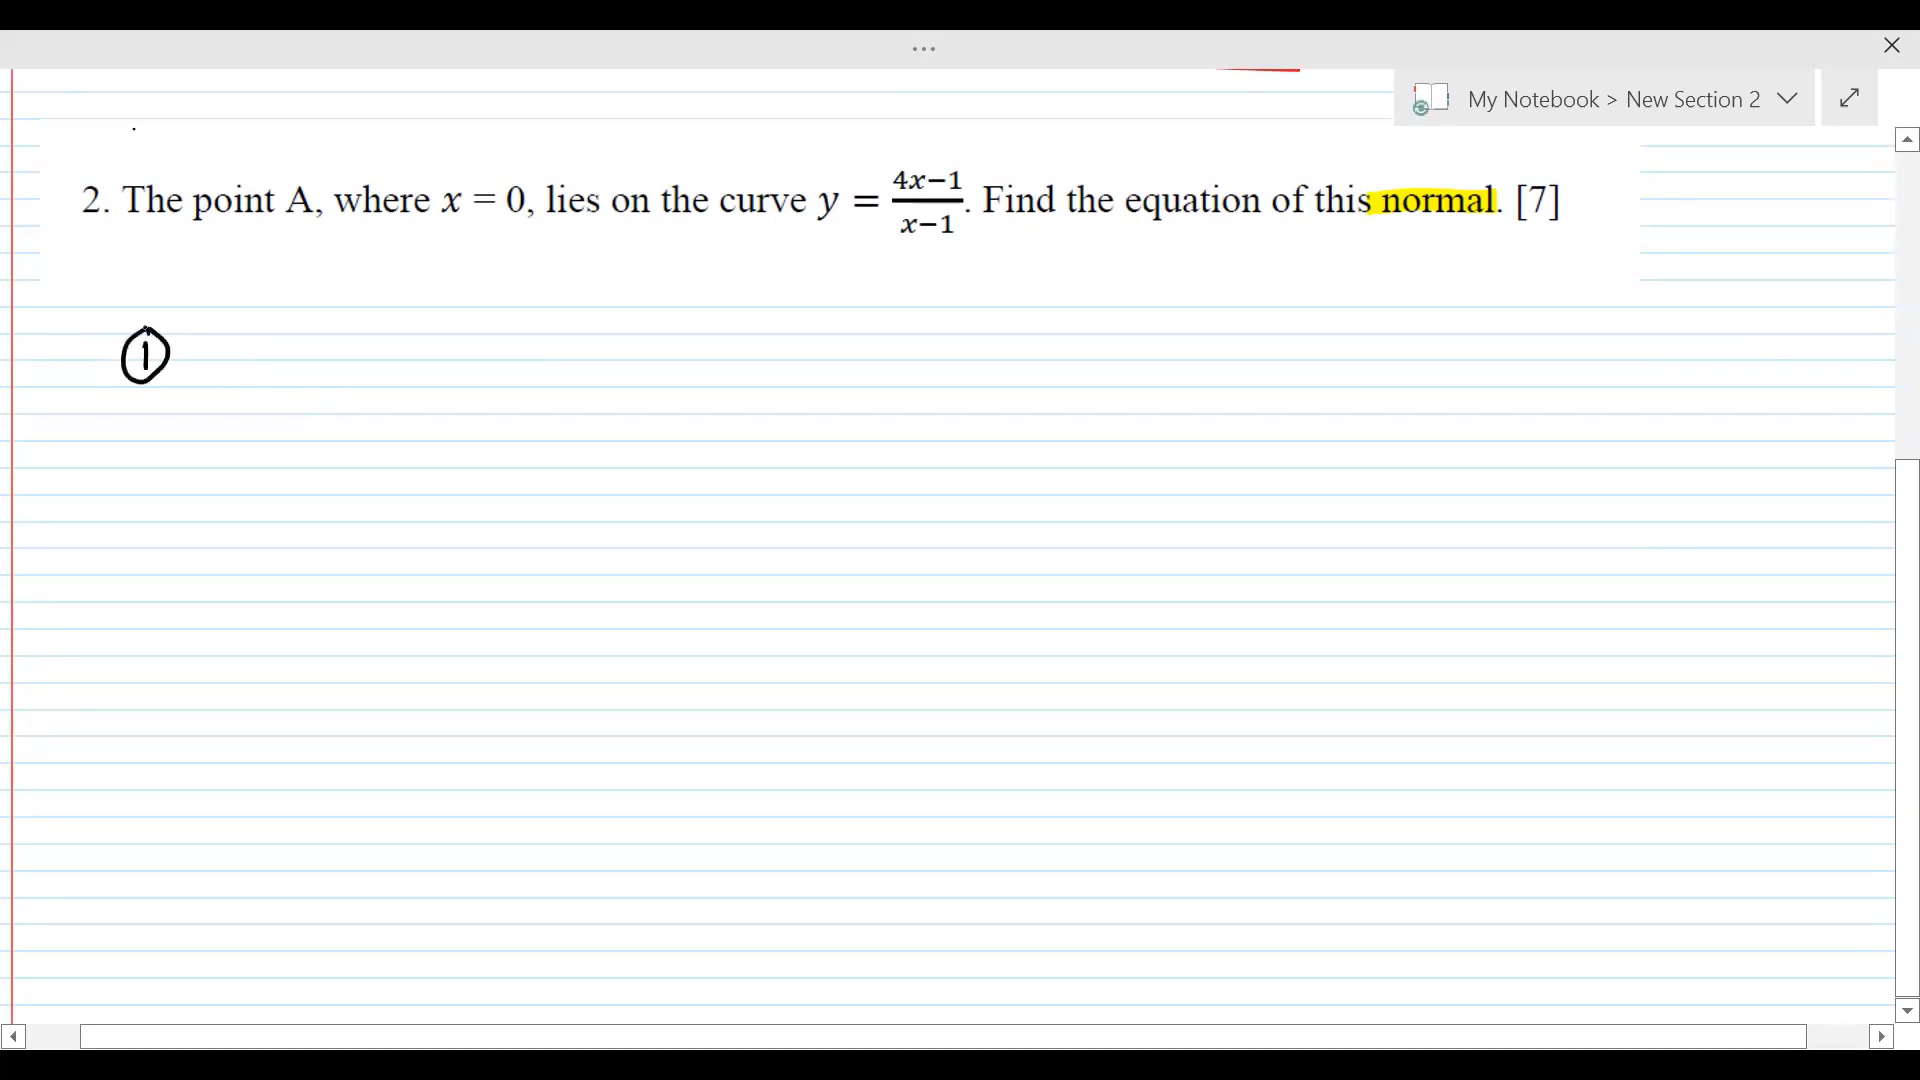 My Notebook > New Section 2
2. The point A, where x = 0, lies on the curve y = \frac{4x−1}{x−1}. Find the equation of this normal. [7]
①